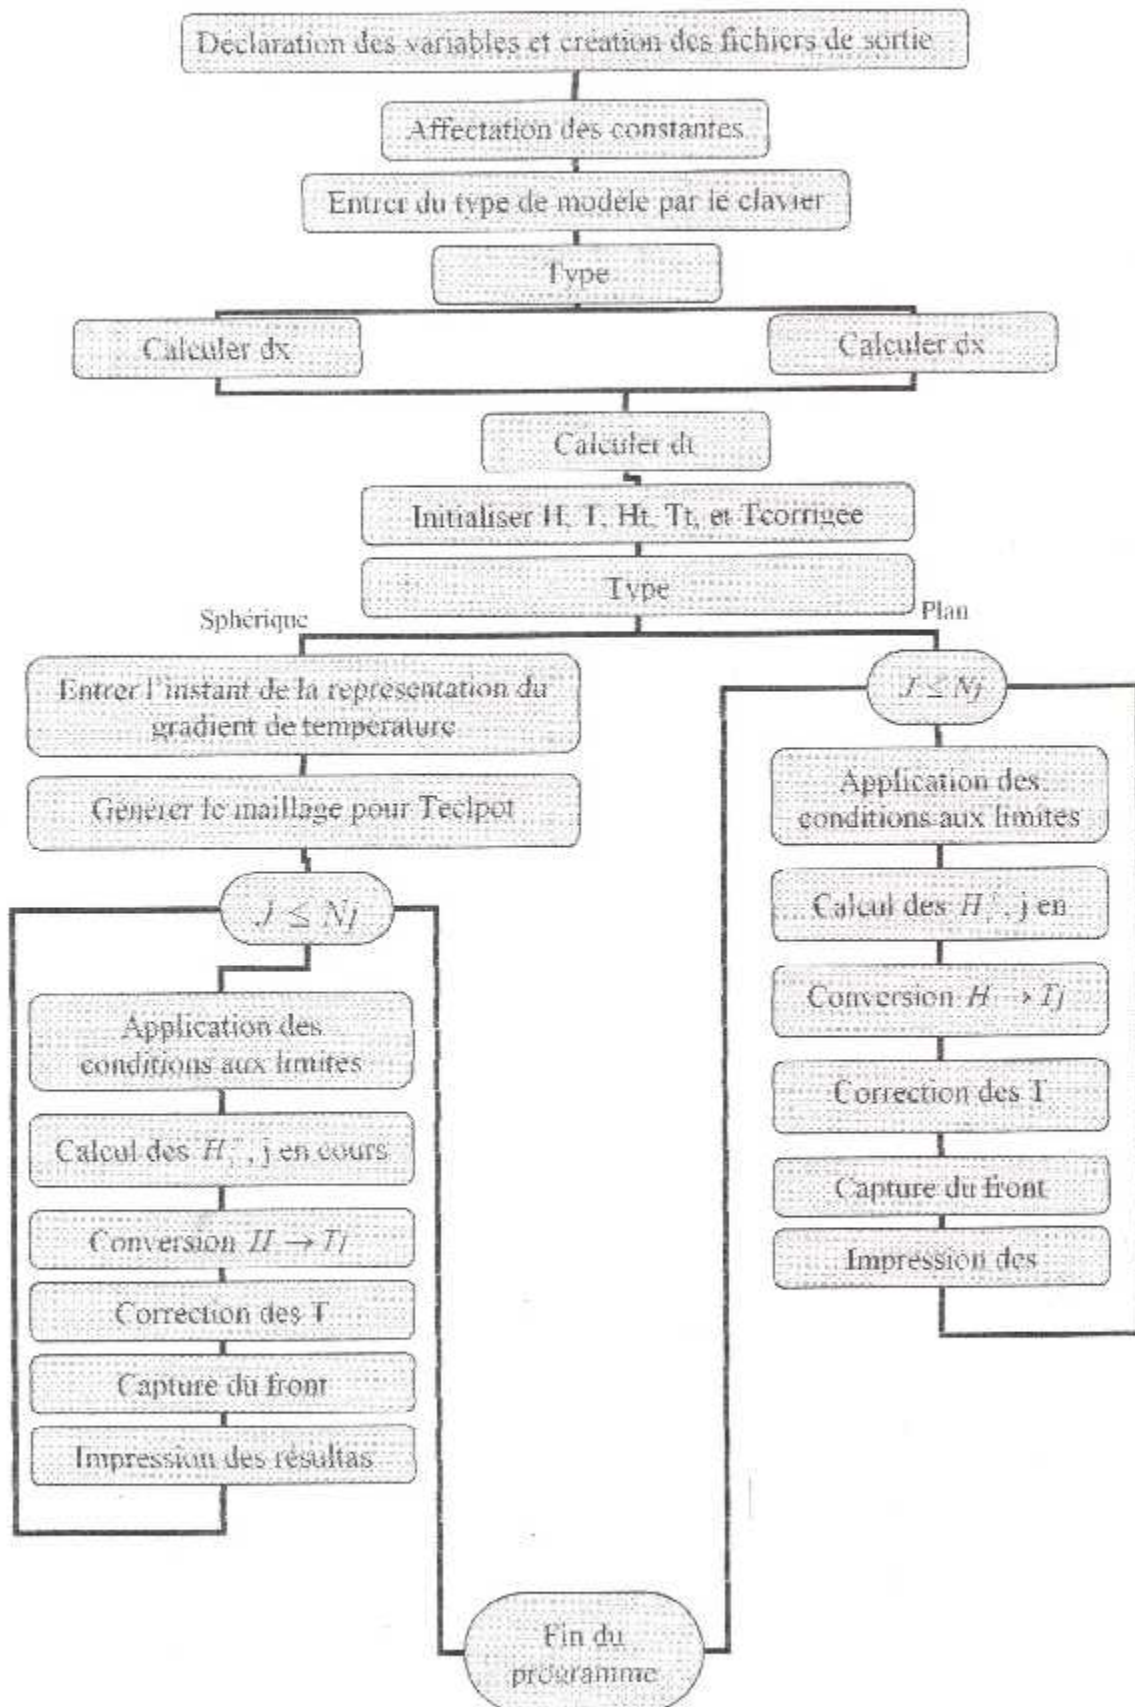 Declaration des variables et création des fichiers de sortie
Affectation des constantes
Entrer du type de modèle par le clavier
Type
Calculer dx
Calculer dx
Calculer dt
Initialiser H, T, Ht, Tt, et Tcorrigée
Type
Sphérique
Plan
Entrer l'instant de la représentation du
gradient de température
Générer le maillage pour Teclpot
J ≤ Nj
Application des
conditions aux limites
Calcul des H, j en cours
Conversion H → Tj
Correction des T
Capture du front
Impression des résultas
J ≤ Nj
Application des
conditions aux limites
Calcul des H, j en
Conversion H → Tj
Correction des T
Capture du front
Impression des
Fin du
programme